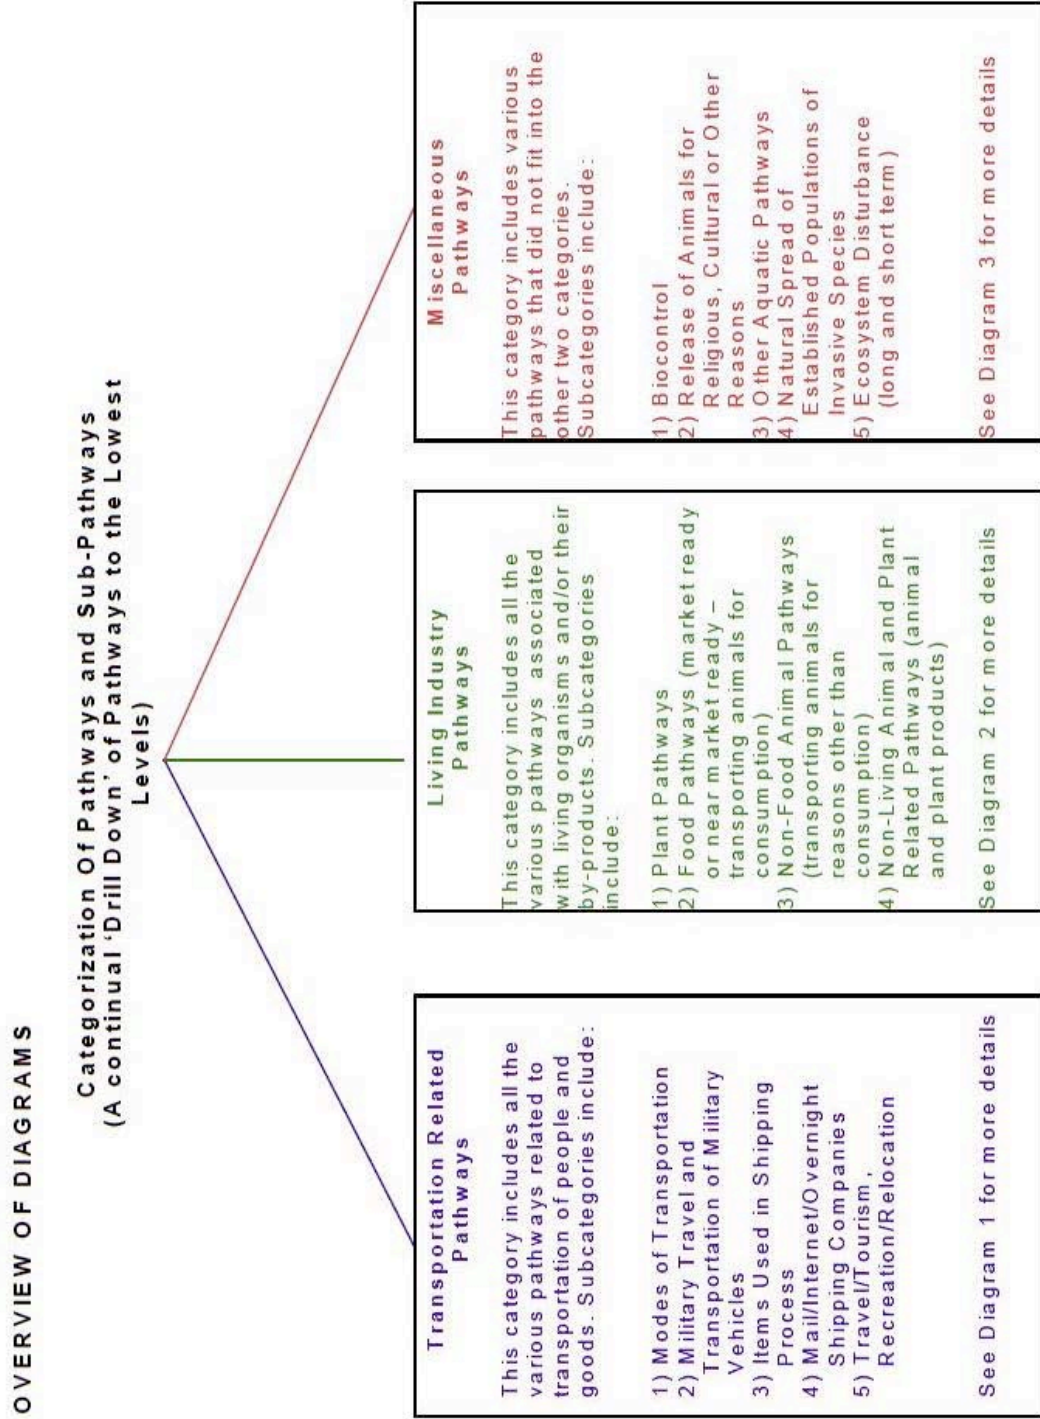 OVERVIEW OF DIAGRAMS
Categorization Of Pathways and Sub-Pathways
(A continual ‘Drill Down’ of Pathways to the Lowest
Levels)
Transportation Related
Pathways
This category includes all the
various pathways related to
transportation of people and
goods. Subcategories include:
1) Modes of Transportation
2) Military Travel and
Transportation of Military
Vehicles
3) Items Used in Shipping
Process
4) Mail/Internet/Overnight
Shipping Companies
5) Travel/Tourism,
Recreation/Relocation
See Diagram 1 for more details
Living Industry
Pathways
This category includes all the
various pathways associated
with living organisms and/or their
by-products. Subcategories
include:
1) Plant Pathways
2) Food Pathways (market ready
or near market ready –
transporting animals for
consumption)
3) Non-Food Animal Pathways
(transporting animals for
reasons other than
consumption)
4) Non-Living Animal and Plant
Related Pathways (animal
and plant products)
See Diagram 2 for more details
Miscellaneous
Pathways
This category includes various
pathways that did not fit into the
other two categories.
Subcategories include:
1) Biocontrol
2) Release of Animals for
Religious, Cultural or Other
Reasons
3) Other Aquatic Pathways
4) Natural Spread of
Established Populations of
Invasive Species
5) Ecosystem Disturbance
(long and short term)
See Diagram 3 for more details